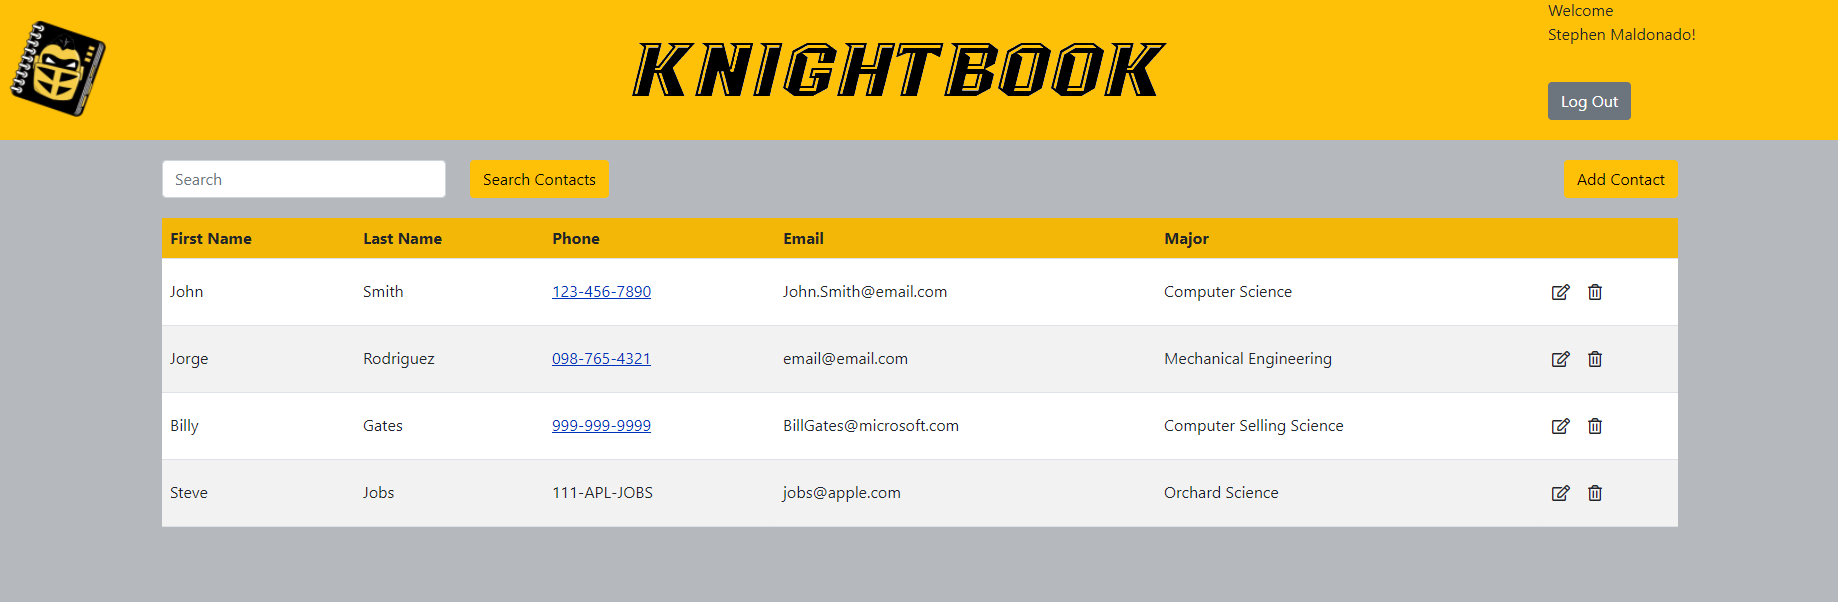 Welcome
Stephen Maldonado!
KNIGHTBOOK
Log Out
Search Search Contacts Add Contact
First Name Last Name Phone Email Major
John Smith 123-456-7890 John.Smith@email.com Computer Science
Jorge Rodriguez 098-765-4321 email@email.com Mechanical Engineering
Billy Gates 999-999-9999 BillGates@microsoft.com Computer Selling Science
Steve Jobs 111-APL-JOBS jobs@apple.com Orchard Science